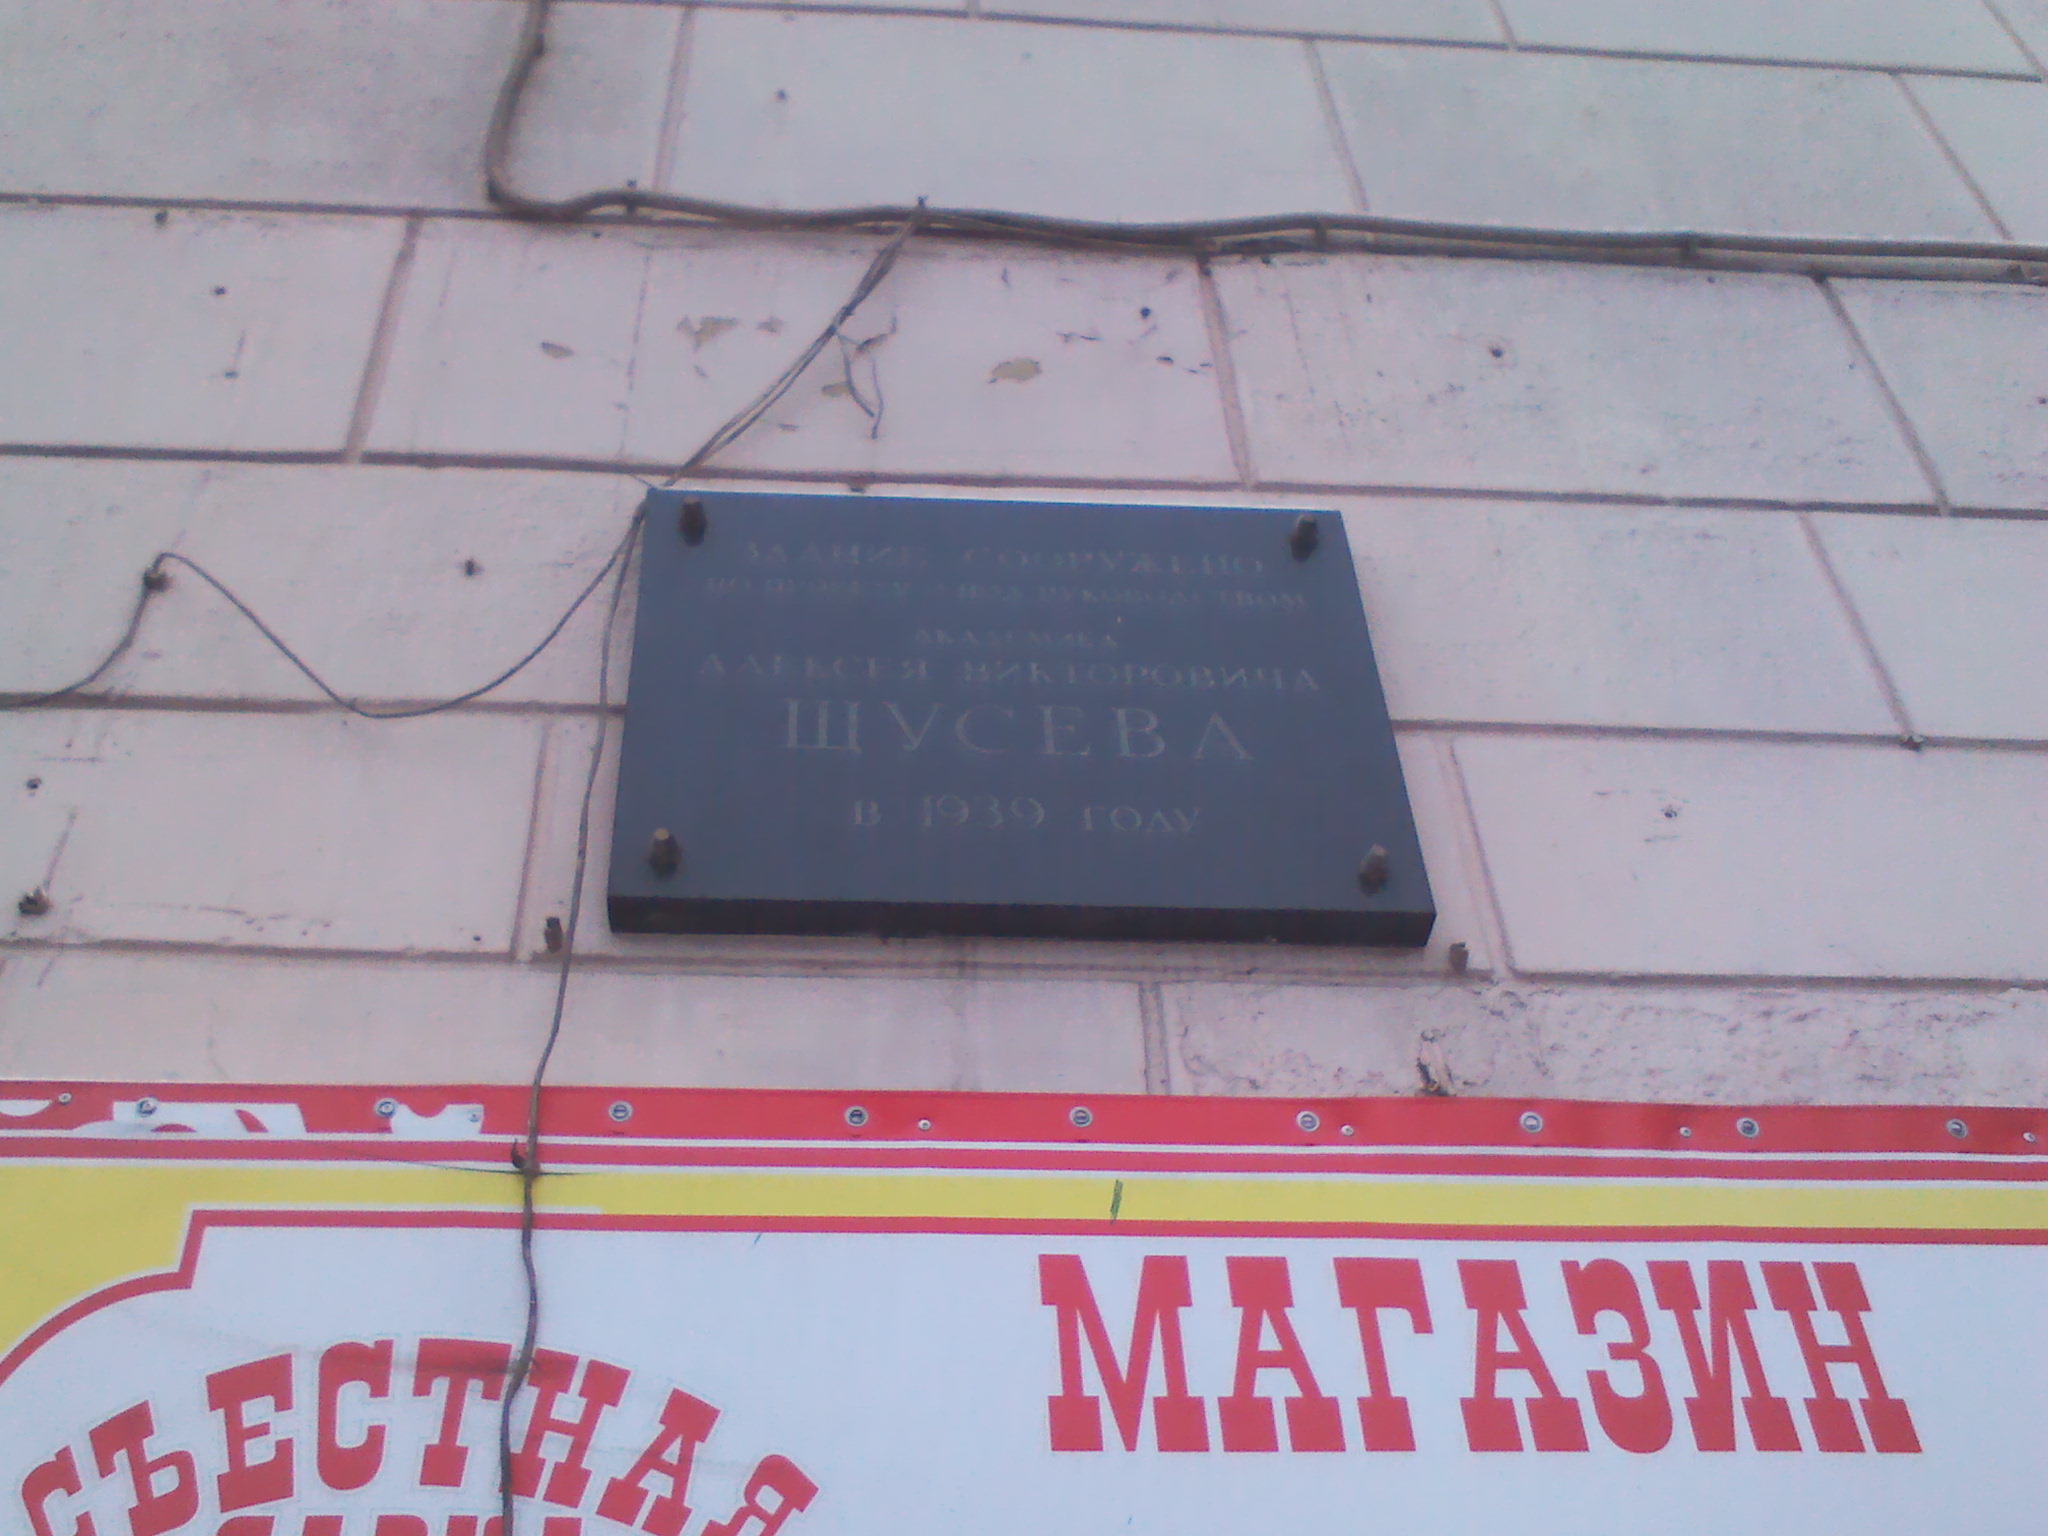 ЗДАНИЕ СООРУЖЕНО
ПО ПРОЕКТУ И ПОД РУКОВОДСТВОМ
АКАДЕМИКА
АЛЕКСЕЯ ВИКТОРОВИЧА
ЩУСЕВА
В 1939 ГОДУ
МАГАЗИН
СЪЕСТНАЯ